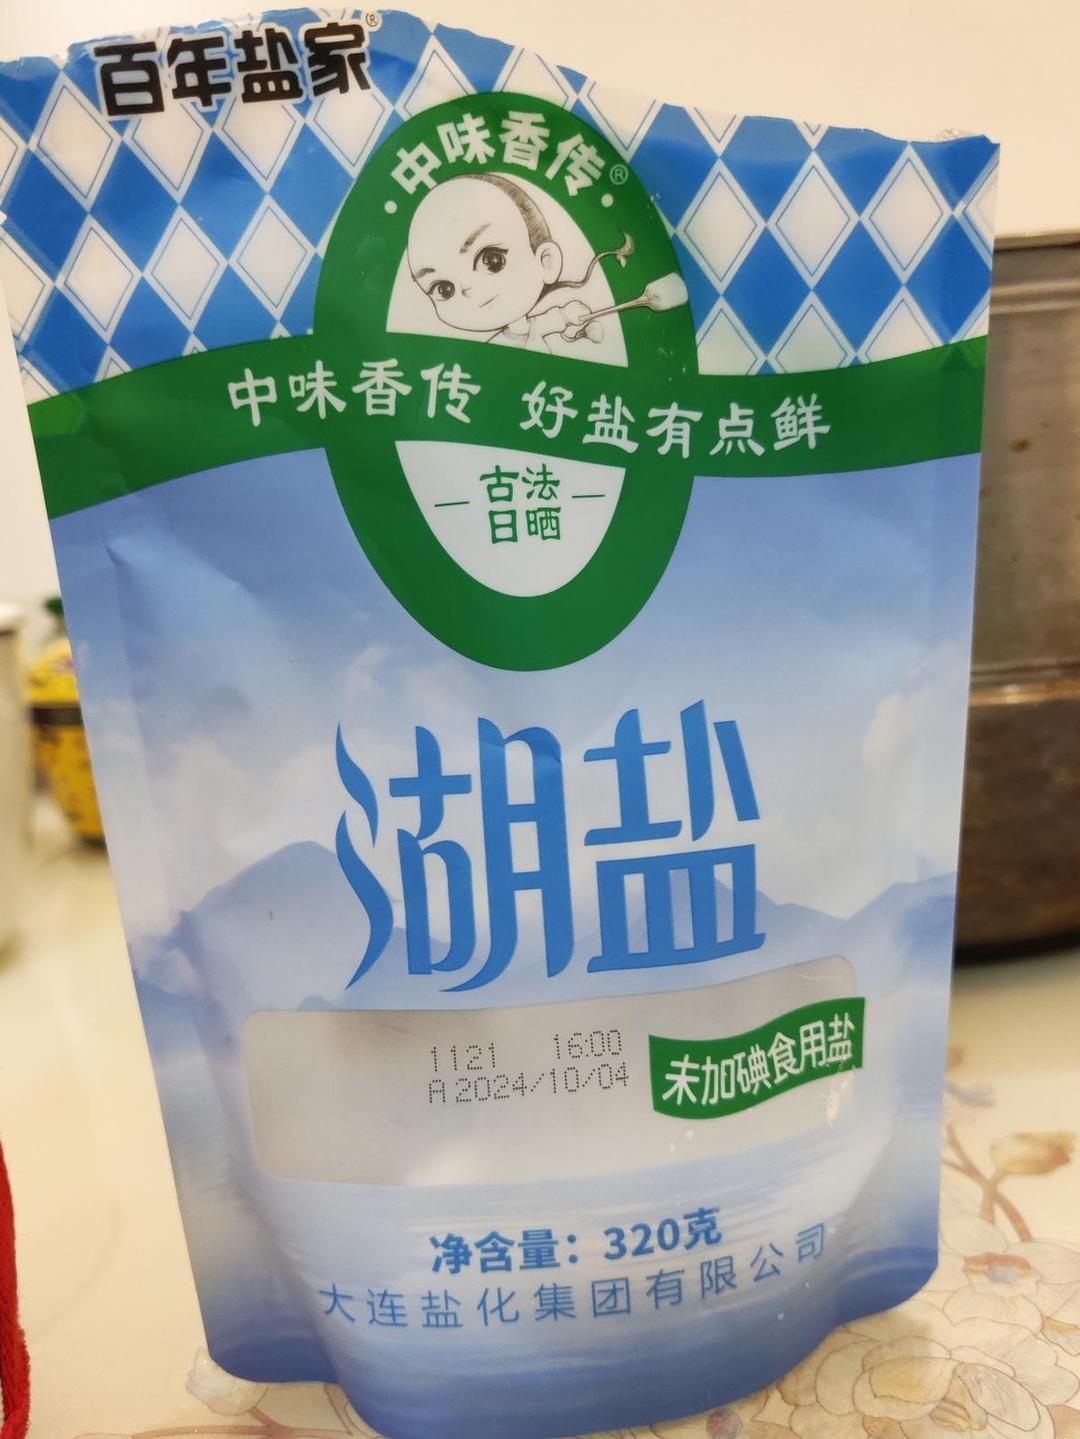 百年盐家®
·中味香传®·
中味香传 好盐有点鲜
古法
日晒
湖盐
1121 16:00
A2024/10/04
未加碘食用盐
净含量：320克
大连盐化集团有限公司